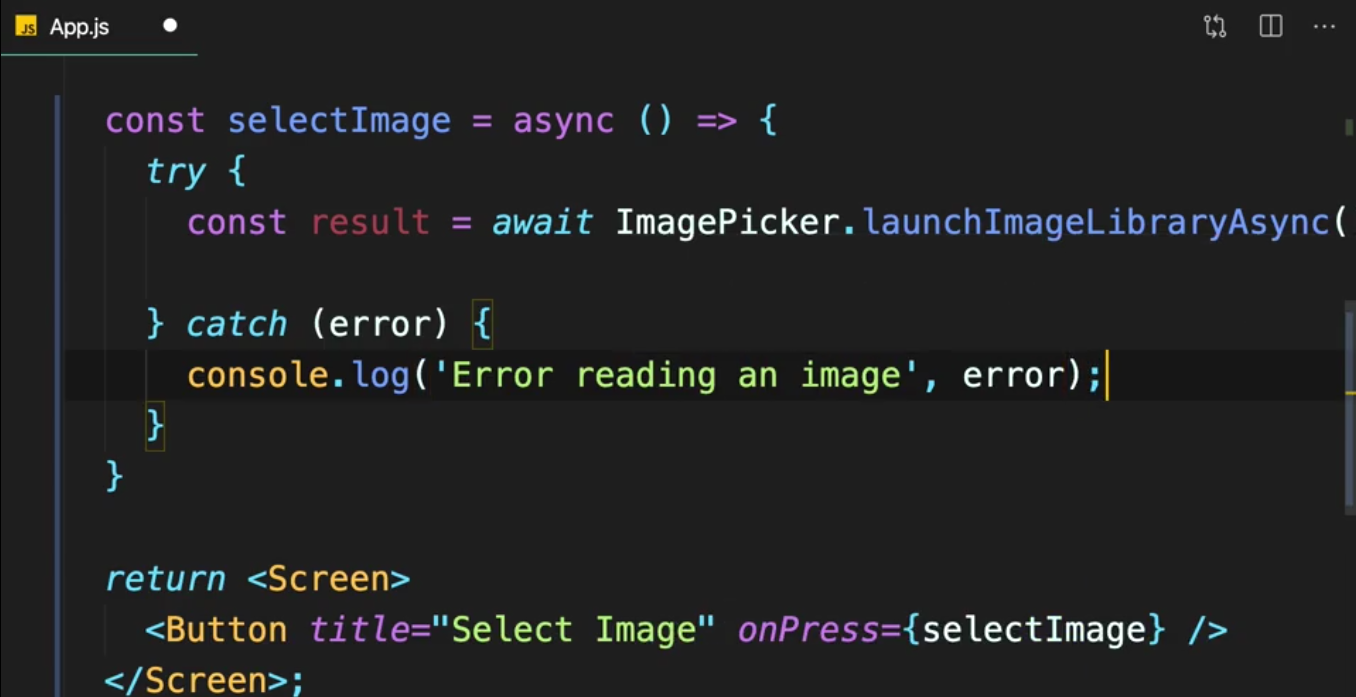 JS App.js
const selectImage = async () => {
try {
const result = await ImagePicker.launchImageLibraryAsync(
} catch (error) {
console.log('Error reading an image', error);
}
}
return <Screen>
<Button title="Select Image" onPress={selectImage} />
</Screen>;